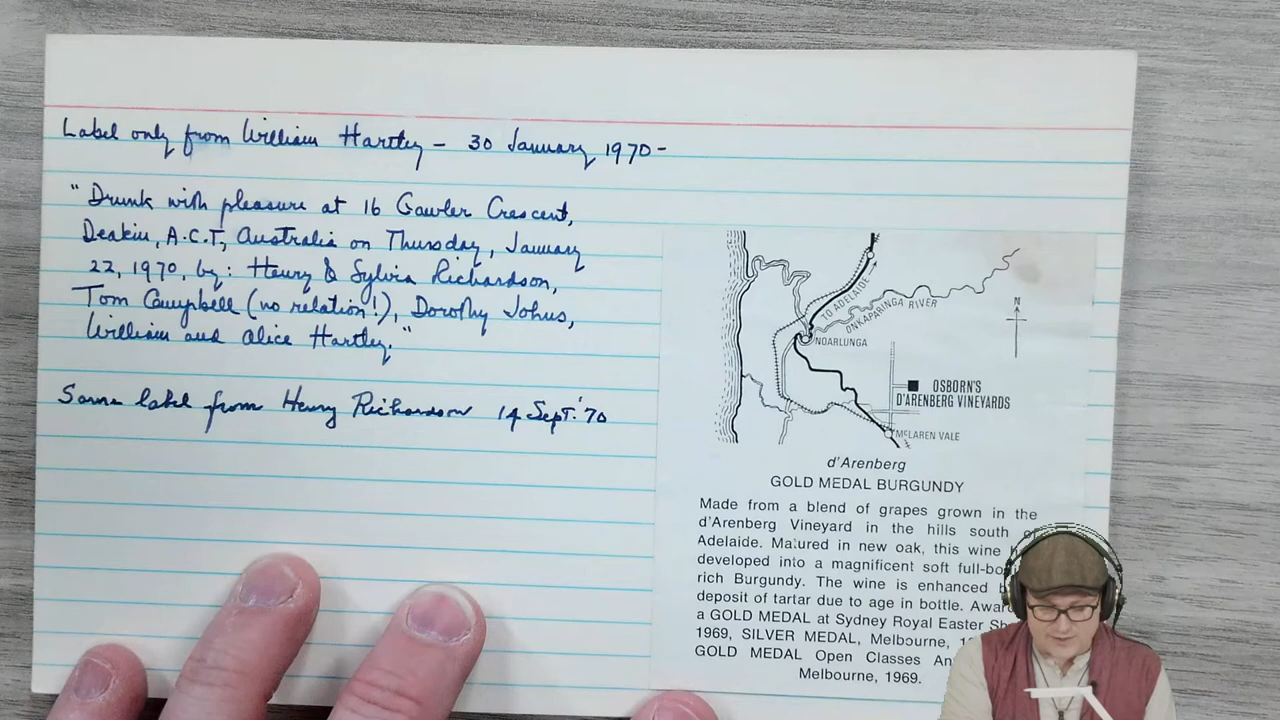 Label only from William Hartley – 30 January 1970 –
"Drunk with pleasure at 16 Gawler Crescent,
Deakin, A.C.T, Australia on Thursday, January
22, 1970, by: Henry & Sylvia Richardson,
Tom Campbell (no relation!), Dorothy Johns,
William and Alice Hartley."
Same label from Henry Richardson 14 Sept. '70
TO ADELAIDE
ONKAPARINGA RIVER
N
NOARLUNGA
OSBORN'S
D'ARENBERG VINEYARDS
McLAREN VALE
d'Arenberg
GOLD MEDAL BURGUNDY
Made from a blend of grapes grown in the
d'Arenberg Vineyard in the hills south of
Adelaide. Matured in new oak, this wine
developed into a magnificent soft
rich Burgundy. The wine is enhanced
deposit of tartar due to age in bottle.
a GOLD MEDAL at Sydney Royal Easter
1969, SILVER MEDAL, Melbourne,
GOLD MEDAL Open Classes
Melbourne, 1969.